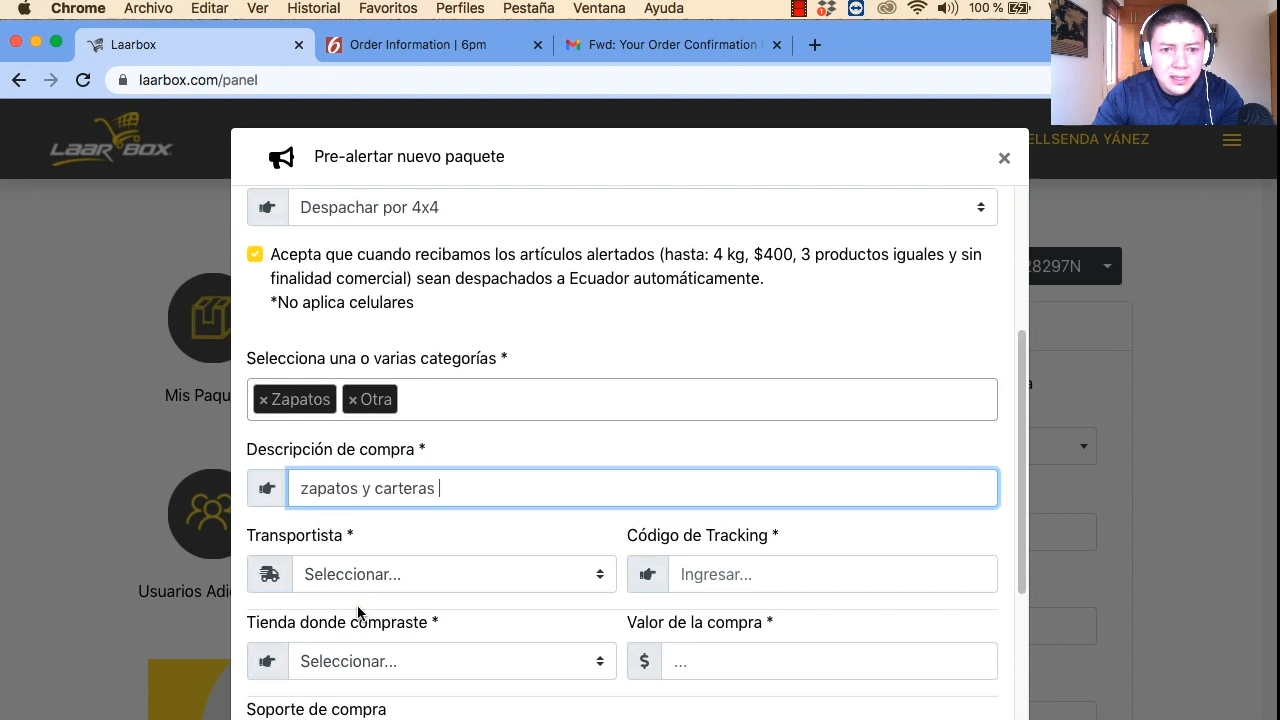 Chrome Archivo Editar Ver Historial Favoritos Perfiles Pestaña Ventana Ayuda 100 %
Laarbox
6 Order Information | 6pm
Fwd: Your Order Confirmation
laarbox.com/panel
LAAR BOX
ELLSENDA YÁNEZ
Pre-alertar nuevo paquete
Despachar por 4x4
Acepta que cuando recibamos los artículos alertados (hasta: 4 kg, $400, 3 productos iguales y sin
finalidad comercial) sean despachados a Ecuador automáticamente.
*No aplica celulares
28297N
Selecciona una o varias categorías *
Mis Paqu
× Zapatos × Otra
a
Descripción de compra *
zapatos y carteras
Transportista * Código de Tracking *
Seleccionar... Ingresar...
Usuarios Adi
Tienda donde compraste * Valor de la compra *
Seleccionar... $ ...
Soporte de compra